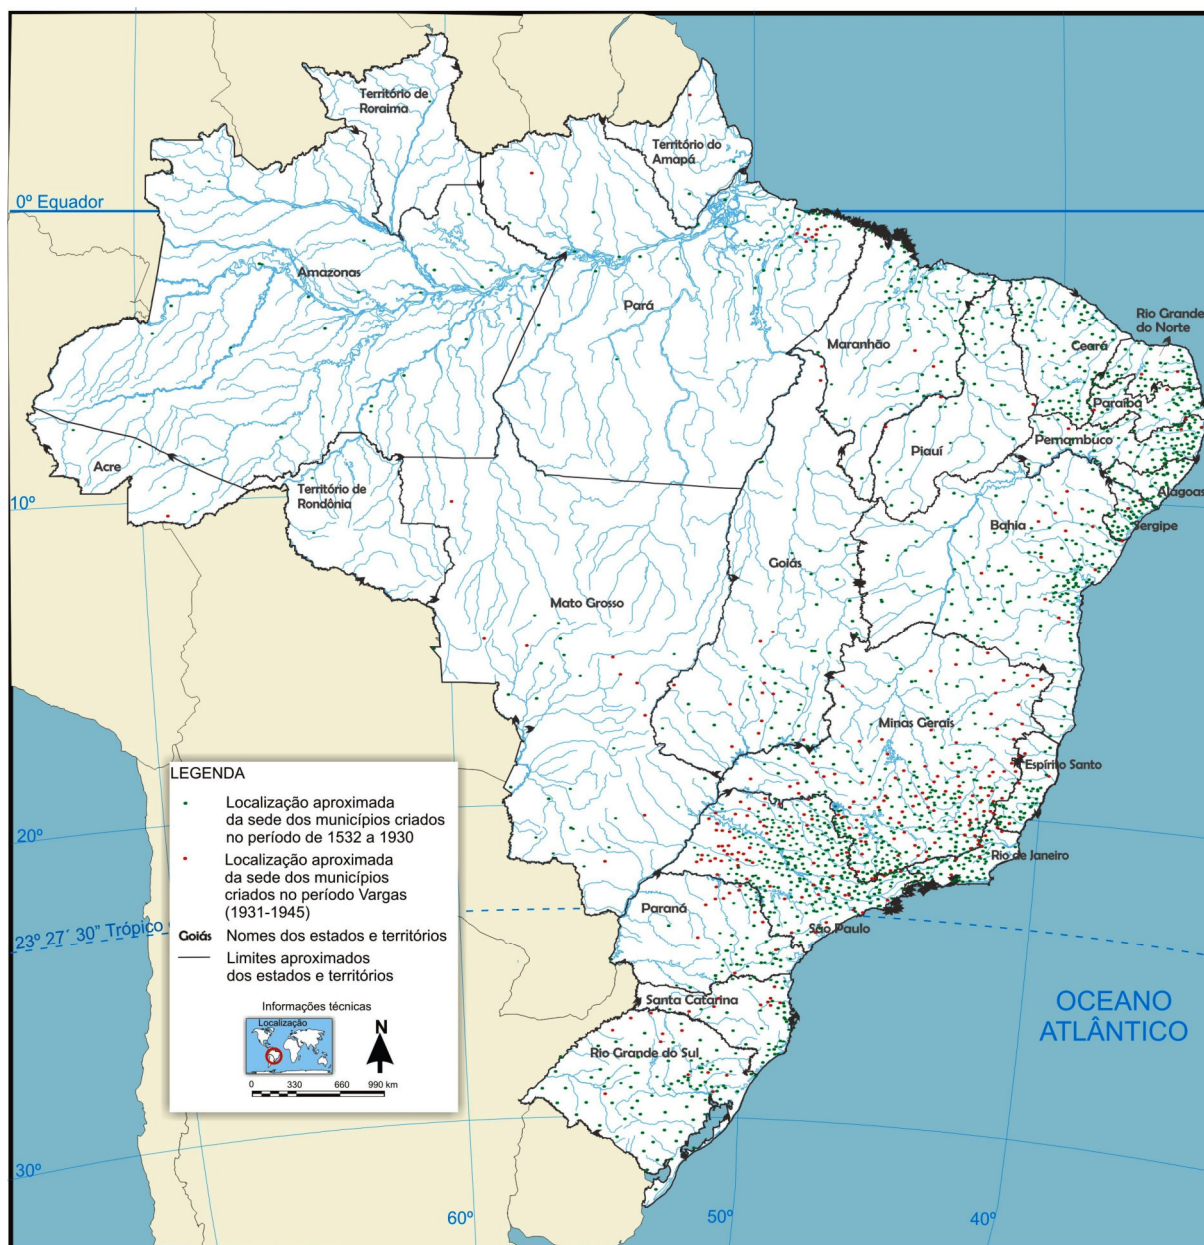 Território de
Roraima
Território do
Amapá
0º Equador
Amazonas
Pará
Rio Grande
do Norte
Maranhão
Ceará
Paraíba
Piauí
Pernambuco
Acre
Território de
Rondônia
Alagoas
10º
Bahia
Sergipe
Goiás
Mato Grosso
Minas Gerais
Espírito Santo
LEGENDA
Localização aproximada
da sede dos municípios criados
no período de 1532 a 1930
Localização aproximada
da sede dos municípios
criados no período Vargas
(1931-1945)
Goiás Nomes dos estados e territórios
Limites aproximados
dos estados e territórios
Informações técnicas
Localização
N
0 330 660 990 km
20º
Rio de Janeiro
Paraná
São Paulo
23º 27´ 30” Trópico
Santa Catarina
OCEANO
ATLÂNTICO
Rio Grande do Sul
30º
60º
50º
40º